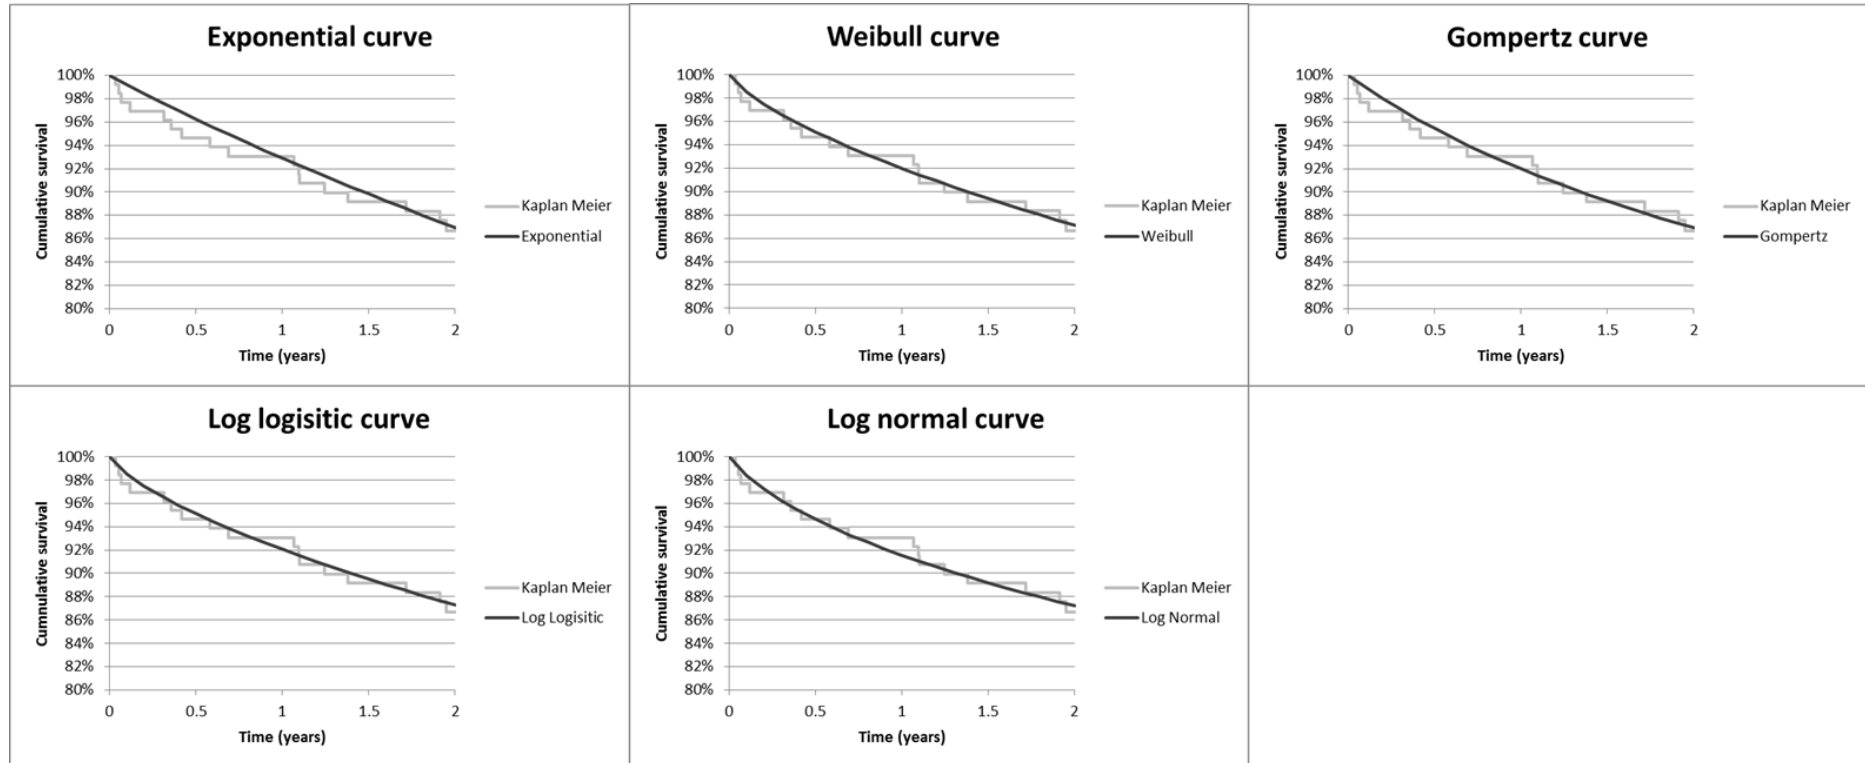 Exponential curve
100%
98%
96%
94%
92%
90%
88%
86%
84%
82%
80%
Cumulative survival
0 0.5 1 1.5 2
Time (years)
Kaplan Meier
Exponential
Weibull curve
100%
98%
96%
94%
92%
90%
88%
86%
84%
82%
80%
Cumulative survival
0 0.5 1 1.5 2
Time (years)
Kaplan Meier
Weibull
Gompertz curve
100%
98%
96%
94%
92%
90%
88%
86%
84%
82%
80%
Cumulative survival
0 0.5 1 1.5 2
Time (years)
Kaplan Meier
Gompertz
Log logisitic curve
100%
98%
96%
94%
92%
90%
88%
86%
84%
82%
80%
Cummulative survival
0 0.5 1 1.5 2
Time (years)
Kaplan Meier
Log Logisitic
Log normal curve
100%
98%
96%
94%
92%
90%
88%
86%
84%
82%
80%
Cumulative survival
0 0.5 1 1.5 2
Time (years)
Kaplan Meier
Log Normal